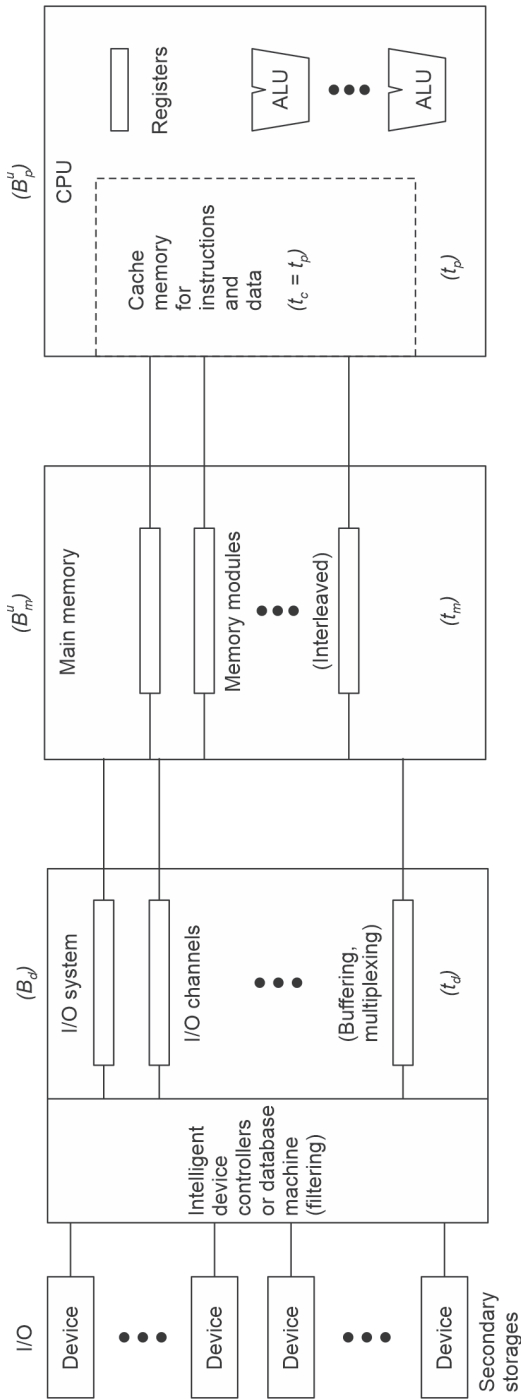 I/O
Device
Device
Device
Device
Secondary
storages
(B_d)
Intelligent
device
controllers
or database
machine
(filtering)
I/O system
I/O channels
(Buffering,
multiplexing)
(t_d)
(B^u_m)
Main memory
Memory modules
(Interleaved)
(t_m)
(B^u_p)
CPU
Cache
memory
for
instructions
and
data
(t_c = t_p)
Registers
ALU
ALU
(t_p)